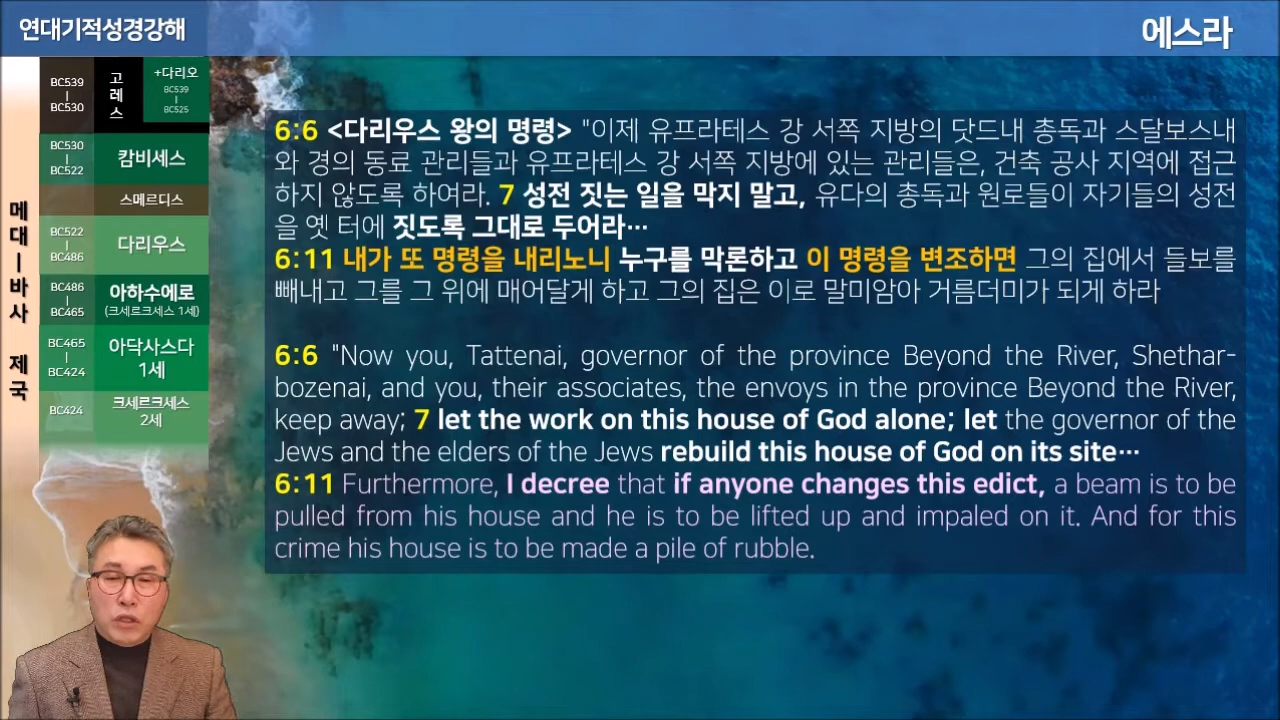 연대기적성경강해
에스라
메대-바사 제국
BC539
|
BC530
고레스
+다리오
BC539
|
BC525
BC530
|
BC522
캄비세스
스메르디스
BC522
|
BC486
다리우스
BC486
|
BC465
아하수에로
(크세르크세스 1세)
BC465
|
BC424
아닥사스다
1세
BC424
크세르크세스
2세
6:6 <다리우스 왕의 명령> "이제 유프라테스 강 서쪽 지방의 닷드내 총독과 스달보스내
와 경의 동료 관리들과 유프라테스 강 서쪽 지방에 있는 관리들은, 건축 공사 지역에 접근
하지 않도록 하여라. 7 성전 짓는 일을 막지 말고, 유다의 총독과 원로들이 자기들의 성전
을 옛 터에 짓도록 그대로 두어라…
6:11 내가 또 명령을 내리노니 누구를 막론하고 이 명령을 변조하면 그의 집에서 들보를
빼내고 그를 그 위에 매어달게 하고 그의 집은 이로 말미암아 거름더미가 되게 하라
6:6 "Now you, Tattenai, governor of the province Beyond the River, Shethar-
bozenai, and you, their associates, the envoys in the province Beyond the River,
keep away; 7 let the work on this house of God alone; let the governor of the
Jews and the elders of the Jews rebuild this house of God on its site…
6:11 Furthermore, I decree that if anyone changes this edict, a beam is to be
pulled from his house and he is to be lifted up and impaled on it. And for this
crime his house is to be made a pile of rubble.